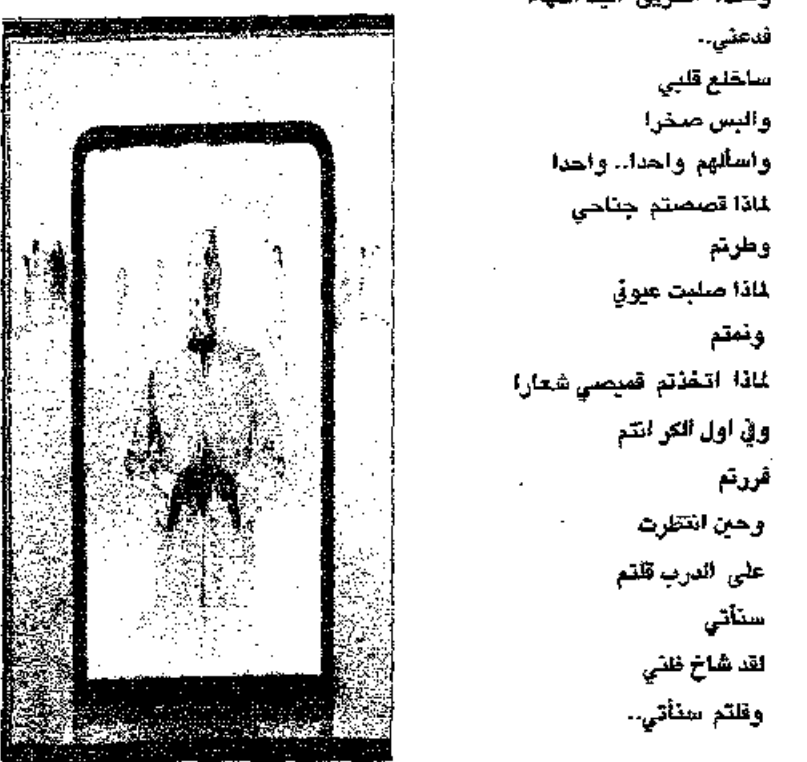 فدعني..
ساخلع قلبي
والبس صخرا
واسألهم واحدا.. واحدا
لماذا قصصتم جناحي
وطرتم
لماذا صلبت عيوني
ونمتم
لماذا اتخذتم قميصي شعارا
وفي اول الكر انتم
فررتم
وحين انتظرت
على الدرب قلتم
سنأتي
لقد شاخ ظني
وقلتم سنأتي..